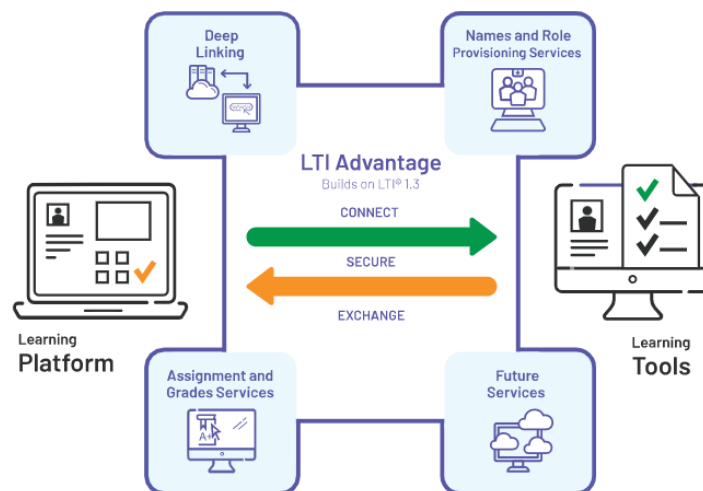 Deep
Linking
Names and Role
Provisioning Services
LTI Advantage
Builds on LTI® 1.3
CONNECT
SECURE
EXCHANGE
Learning
Platform
Learning
Tools
Assignment and
Grades Services
A+
Future
Services